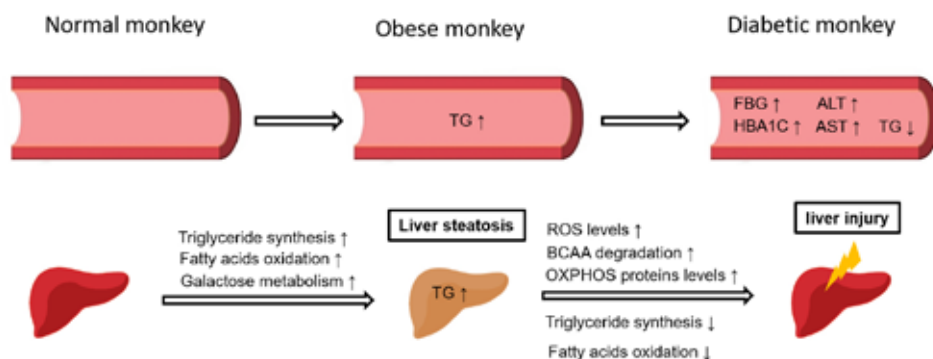 Normal monkey
Obese monkey
Diabetic monkey
TG ↑
FBG ↑ ALT ↑
HBA1C ↑ AST ↑ TG ↓
Triglyceride synthesis ↑
Fatty acids oxidation ↑
Galactose metabolism ↑
Liver steatosis
TG ↑
ROS levels ↑
BCAA degradation ↑
OXPHOS proteins levels ↑
Triglyceride synthesis ↓
Fatty acids oxidation ↓
liver injury